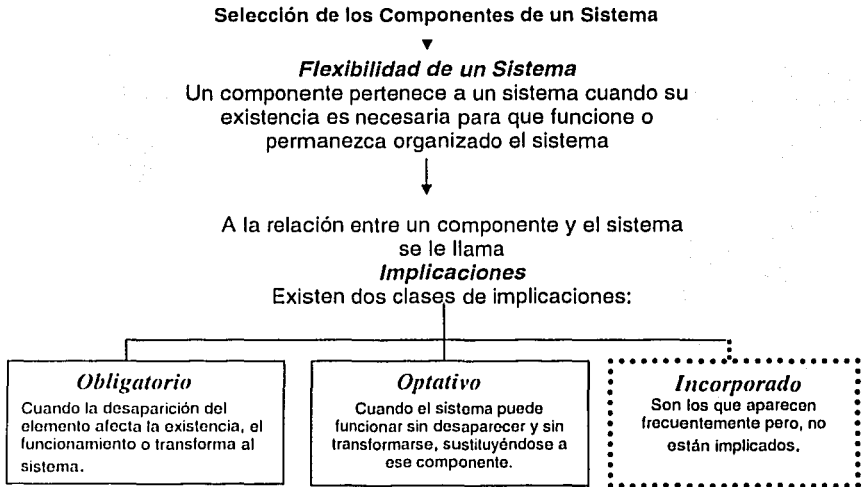 Selección de los Componentes de un Sistema
Flexibilidad de un Sistema
Un componente pertenece a un sistema cuando su
existencia es necesaria para que funcione o
permanezca organizado el sistema
A la relación entre un componente y el sistema
se le llama
Implicaciones
Existen dos clases de implicaciones:
Obligatorio
Cuando la desaparición del
elemento afecta la existencia, el
funcionamiento o transforma al
sistema.
Optativo
Cuando el sistema puede
funcionar sin desaparecer y sin
transformarse, sustituyéndose a
ese componente.
Incorporado
Son los que aparecen
frecuentemente pero, no
están implicados.